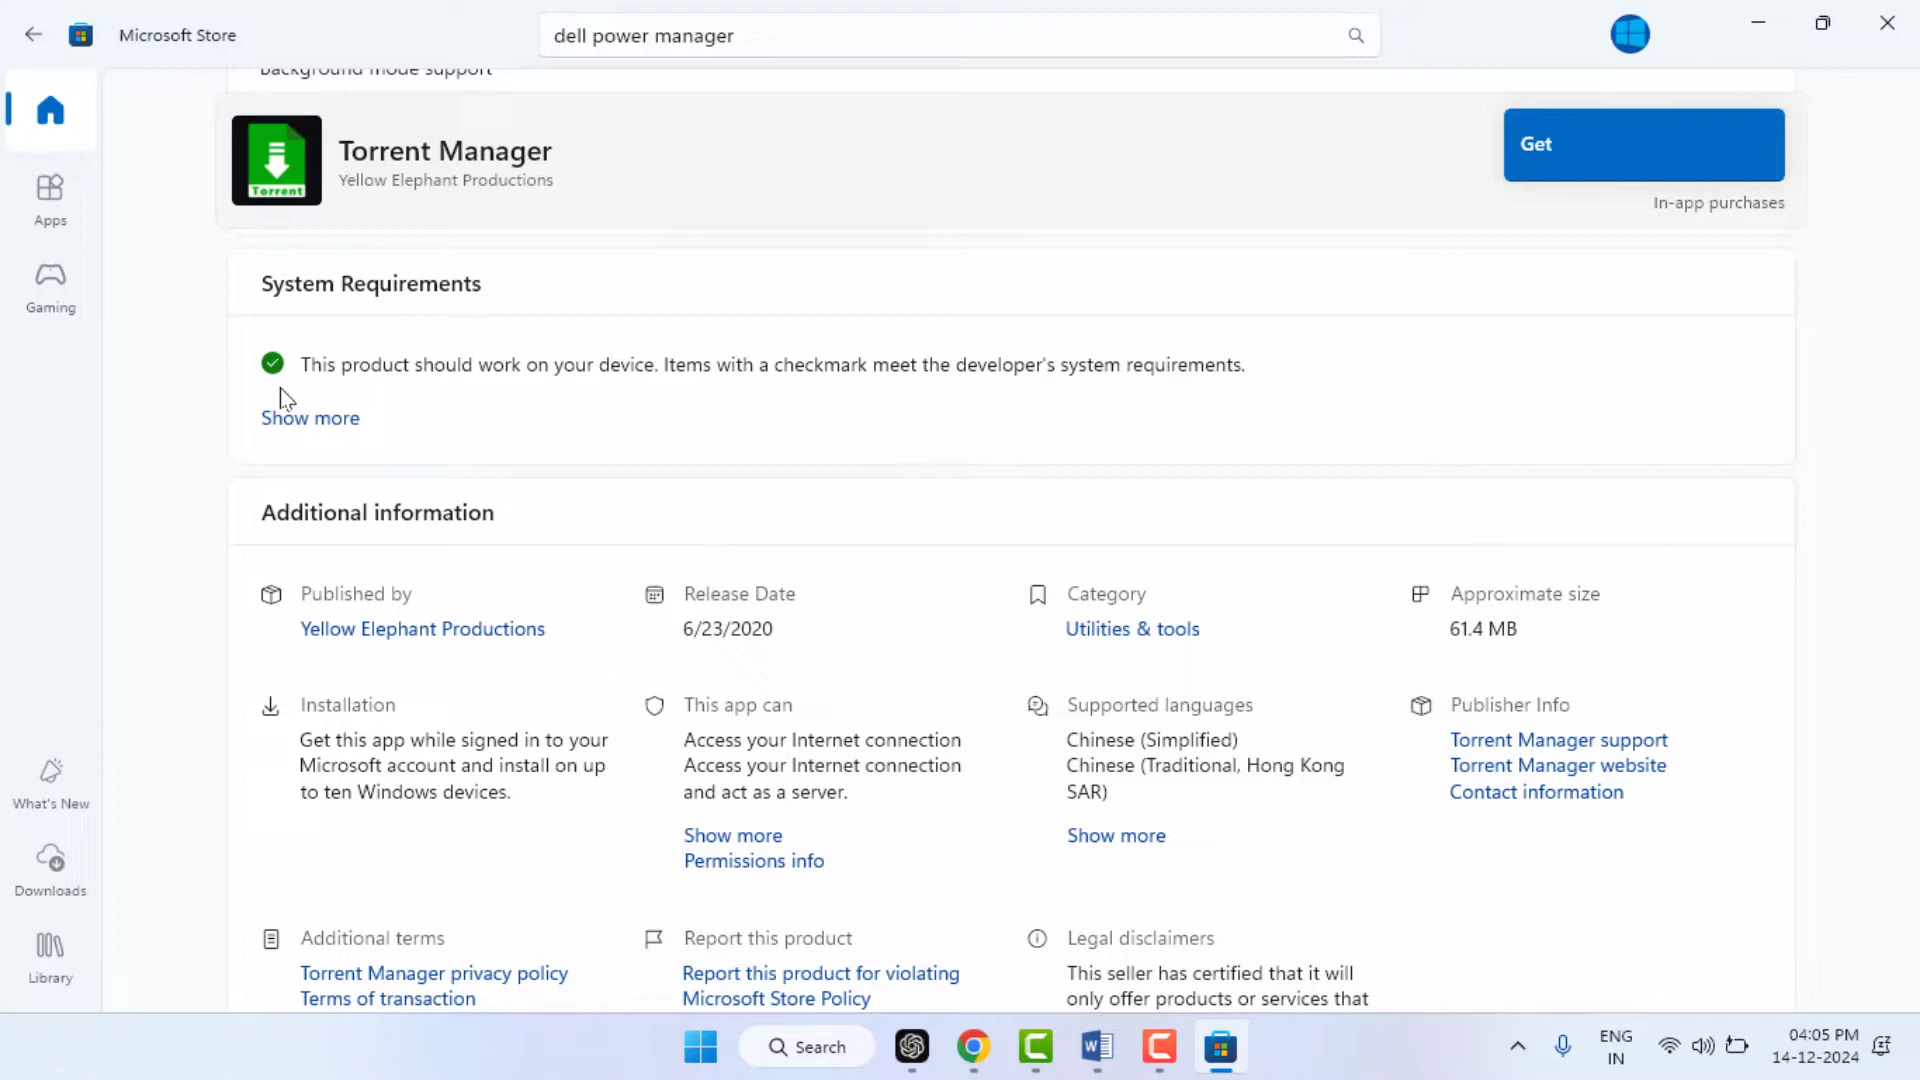 Microsoft Store
dell power manager
Background mode support
Torrent
Torrent Manager
Yellow Elephant Productions
Get
In-app purchases
Apps
Gaming
What's New
Downloads
Library
System Requirements
This product should work on your device. Items with a checkmark meet the developer's system requirements.
Show more
Additional information
Published by
Yellow Elephant Productions
Release Date
6/23/2020
Category
Utilities & tools
Approximate size
61.4 MB
Installation
Get this app while signed in to your
Microsoft account and install on up
to ten Windows devices.
This app can
Access your Internet connection
Access your Internet connection
and act as a server.
Show more
Permissions info
Supported languages
Chinese (Simplified)
Chinese (Traditional, Hong Kong
SAR)
Show more
Publisher Info
Torrent Manager support
Torrent Manager website
Contact information
Additional terms
Torrent Manager privacy policy
Terms of transaction
Report this product
Report this product for violating
Microsoft Store Policy
Legal disclaimers
This seller has certified that it will
only offer products or services that
Search
ENG
IN
04:05 PM
14-12-2024